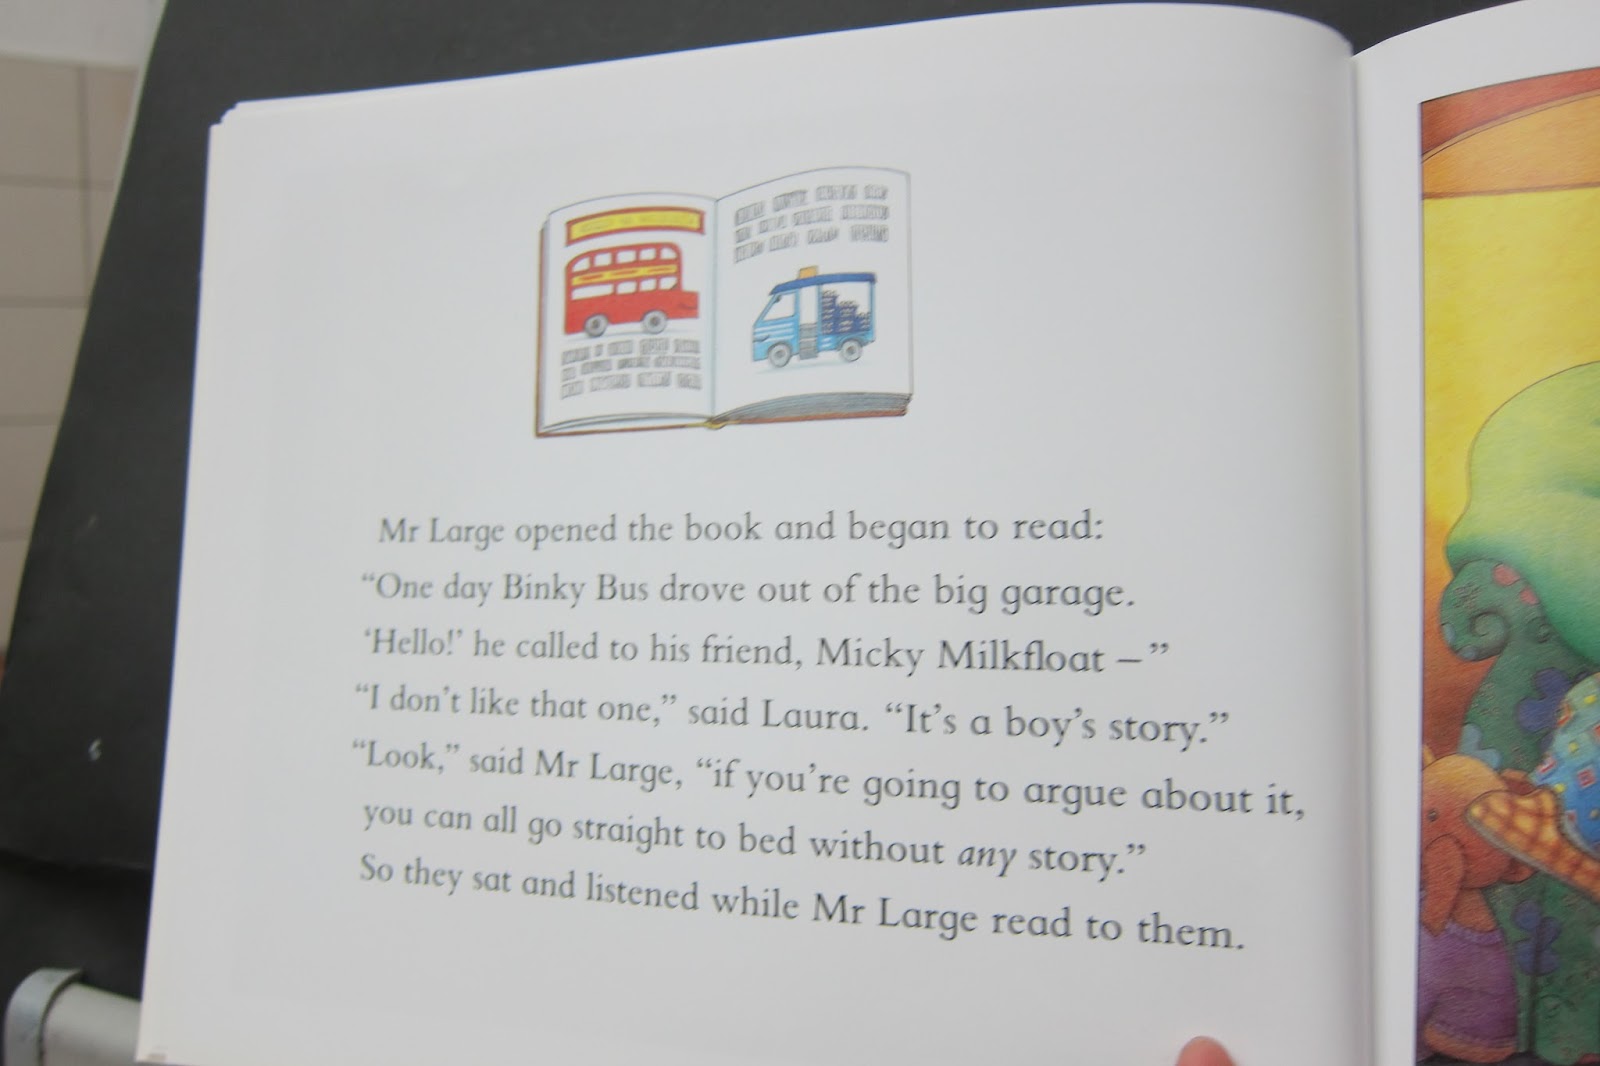 Mr Large opened the book and began to read:
“One day Binky Bus drove out of the big garage.
‘Hello!’ he called to his friend, Micky Milkfloat – ”
“I don’t like that one,” said Laura. “It’s a boy’s story.”
“Look,” said Mr Large, “if you’re going to argue about it,
you can all go straight to bed without any story.”
So they sat and listened while Mr Large read to them.